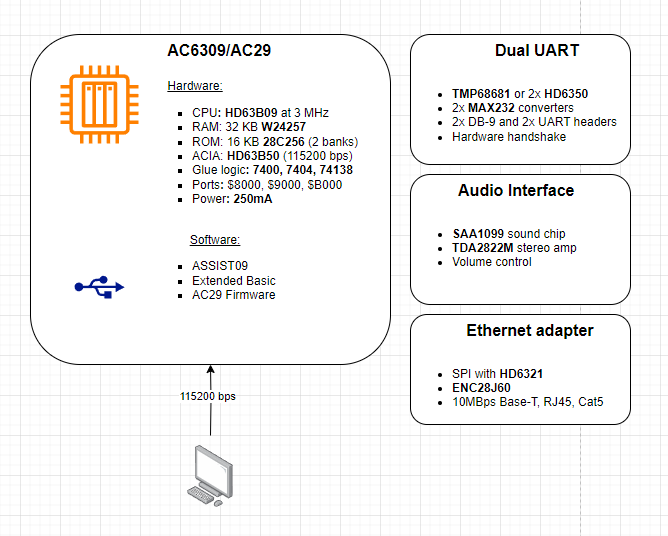 AC6309/AC29
Hardware:
CPU: HD63B09 at 3 MHz
RAM: 32 KB W24257
ROM: 16 KB 28C256 (2 banks)
ACIA: HD63B50 (115200 bps)
Glue logic: 7400, 7404, 74138
Ports: $8000, $9000, $B000
Power: 250mA
Software:
ASSIST09
Extended Basic
AC29 Firmware
115200 bps
Dual UART
TMP68681 or 2x HD6350
2x MAX232 converters
2x DB-9 and 2x UART headers
Hardware handshake
Audio Interface
SAA1099 sound chip
TDA2822M stereo amp
Volume control
Ethernet adapter
SPI with HD6321
ENC28J60
10MBps Base-T, RJ45, Cat5